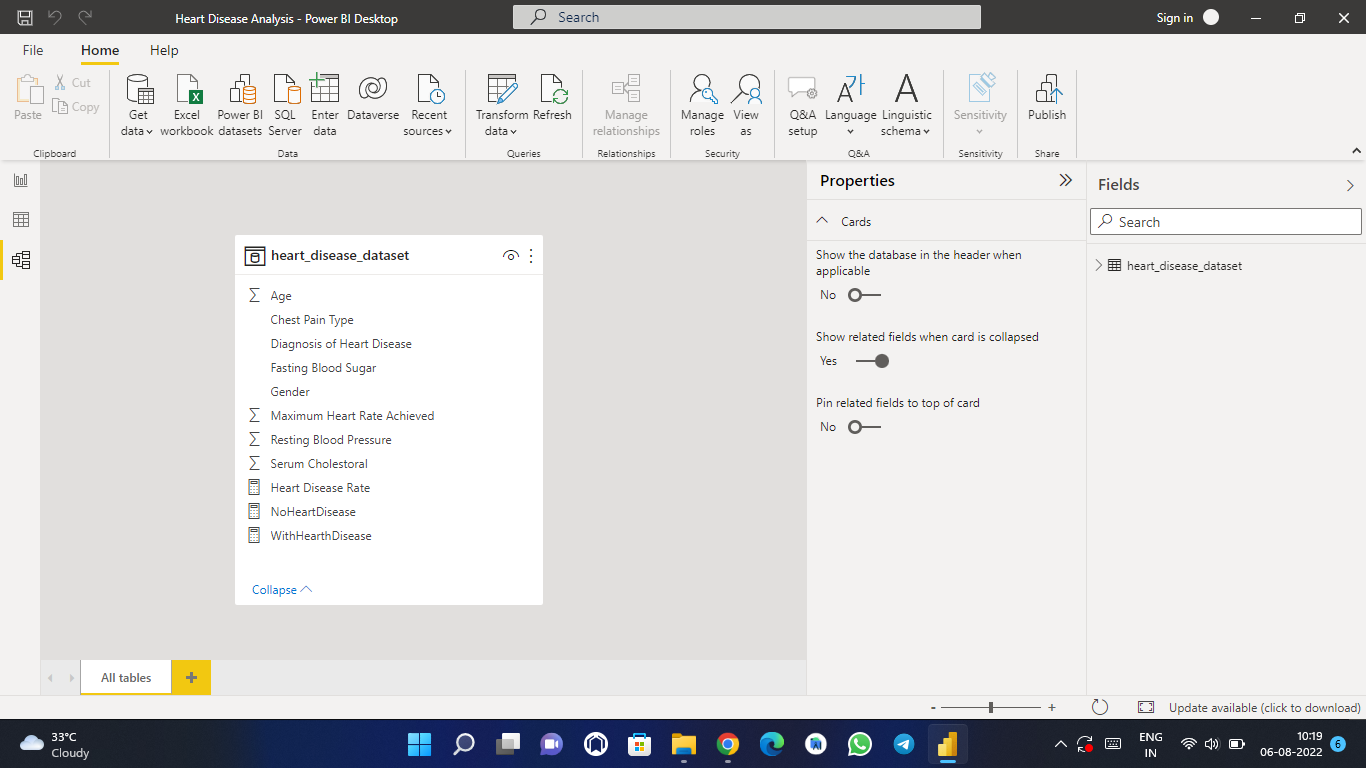 Heart Disease Analysis - Power BI Desktop
Search
Sign in
File Home Help
Paste
Cut
Copy
Clipboard
Get data
Excel workbook
Power BI datasets
SQL Server
Enter data
Dataverse
Recent sources
Data
Transform data
Refresh
Queries
Manage relationships
Relationships
Manage roles
View as
Security
Q&A setup
Language
Linguistic schema
Q&A
Sensitivity
Sensitivity
Publish
Share
heart_disease_dataset
Age
Chest Pain Type
Diagnosis of Heart Disease
Fasting Blood Sugar
Gender
Maximum Heart Rate Achieved
Resting Blood Pressure
Serum Cholestoral
Heart Disease Rate
NoHeartDisease
WithHearthDisease
Collapse
Properties
Cards
Show the database in the header when
applicable
No
Show related fields when card is collapsed
Yes
Pin related fields to top of card
No
Fields
Search
heart_disease_dataset
All tables
+
- +
Update available (click to download)
33°C
Cloudy
ENG
IN
10:19
06-08-2022
6